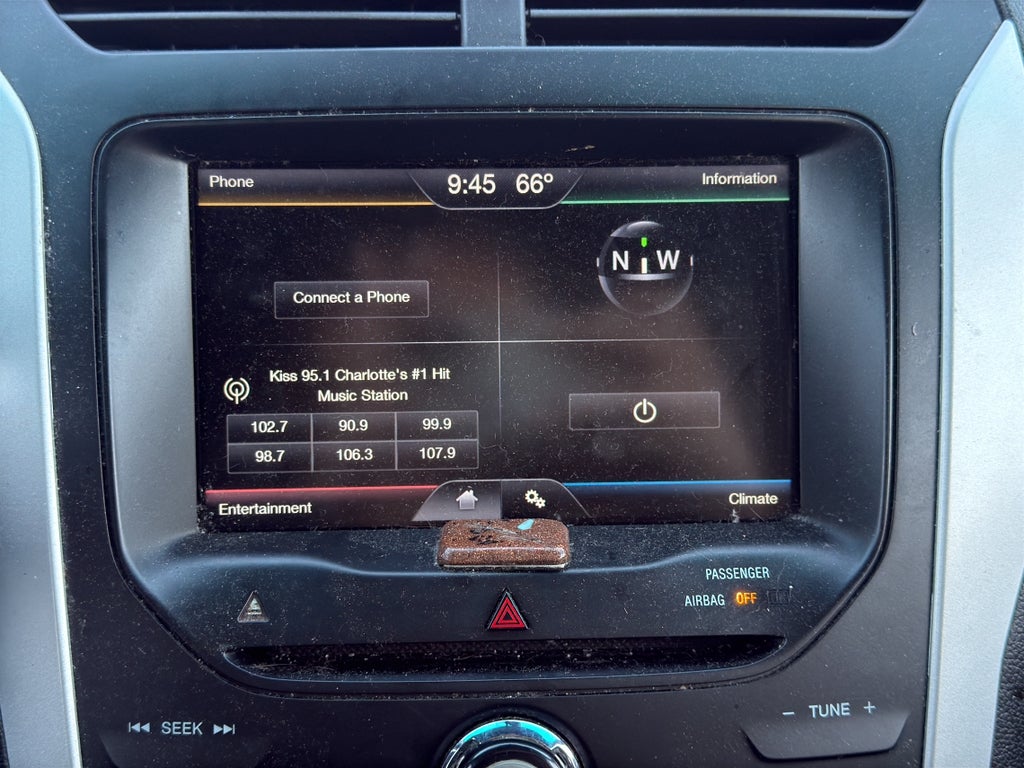 Phone
9:45 66°
Information
N W
Connect a Phone
Kiss 95.1 Charlotte's #1 Hit
Music Station
102.7 90.9 99.9
98.7 106.3 107.9
Entertainment
Climate
PASSENGER
AIRBAG OFF
SEEK
– TUNE +